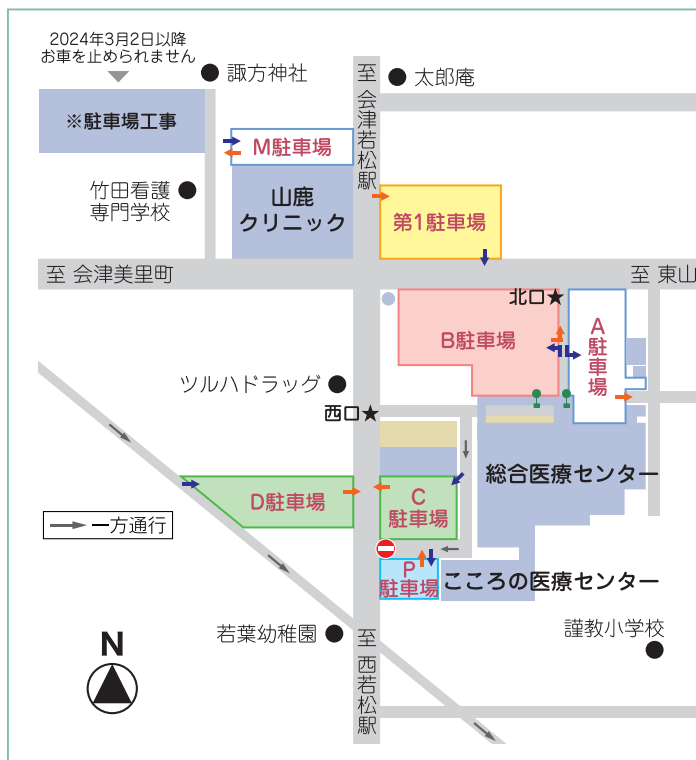 2024年3月2日以降
お車を止められません
諏方神社
※駐車場工事
至 会津若松駅
太郎庵
M駐車場
竹田看護
専門学校
山鹿
クリニック
第1駐車場
至 会津美里町
至 東山
北口★
B駐車場
A
駐車場
ツルハドラッグ
西口★
総合医療センター
D駐車場
C
駐車場
一方通行
P
駐車場
こころの医療センター
若葉幼稚園
至 西若松駅
謹教小学校
N